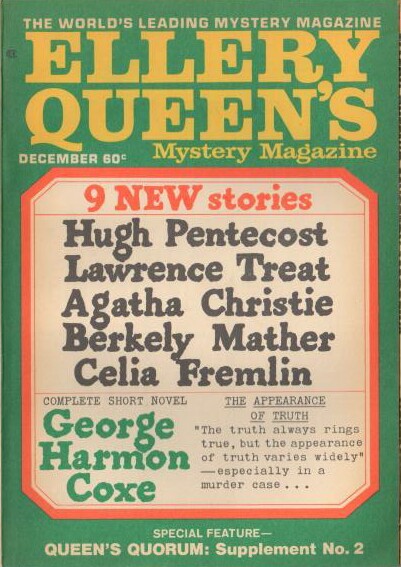 THE WORLD'S LEADING MYSTERY MAGAZINE
ELLERY
QUEEN'S
DECEMBER 60c
Mystery Magazine
9 NEW stories
Hugh Pentecost
Lawrence Treat
Agatha Christie
Berkely Mather
Celia Fremlin
COMPLETE SHORT NOVEL
George
Harmon
Coxe
THE APPEARANCE
OF TRUTH
"The truth always rings
true, but the appearance
of truth varies widely"
—especially in a
murder case ...
SPECIAL FEATURE—
QUEEN'S QUORUM: Supplement No. 2